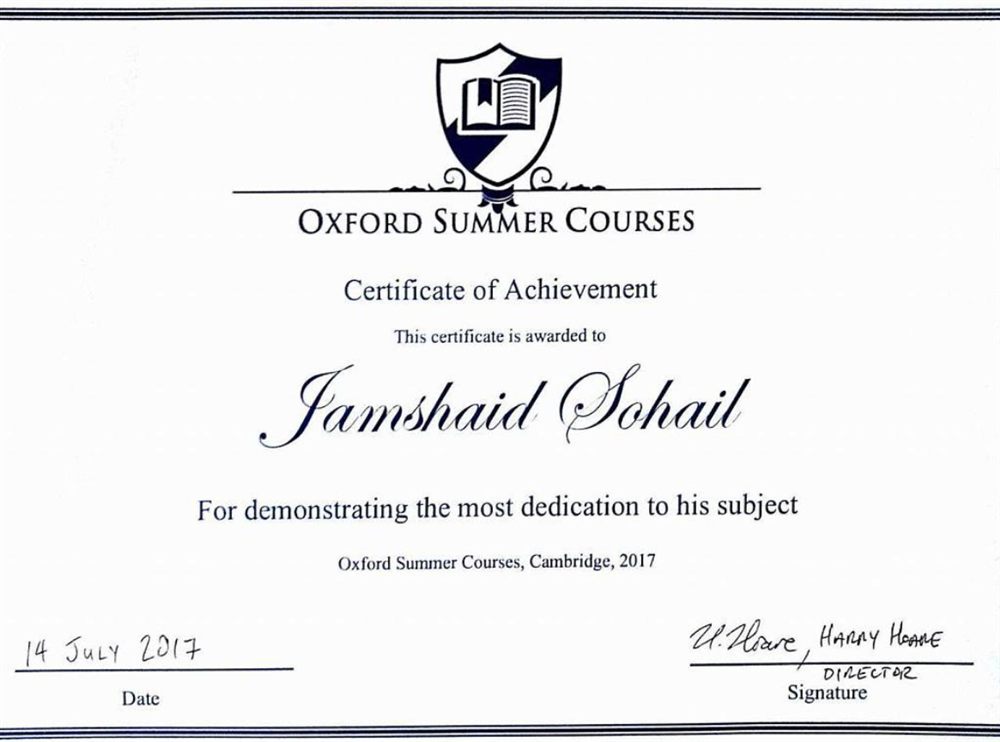 OXFORD SUMMER COURSES
Certificate of Achievement
This certificate is awarded to
Jamshaid Sohail
For demonstrating the most dedication to his subject
Oxford Summer Courses, Cambridge, 2017
14 JULY 2017
Date
H. Hoare, HARRY HOARE
DIRECTOR
Signature